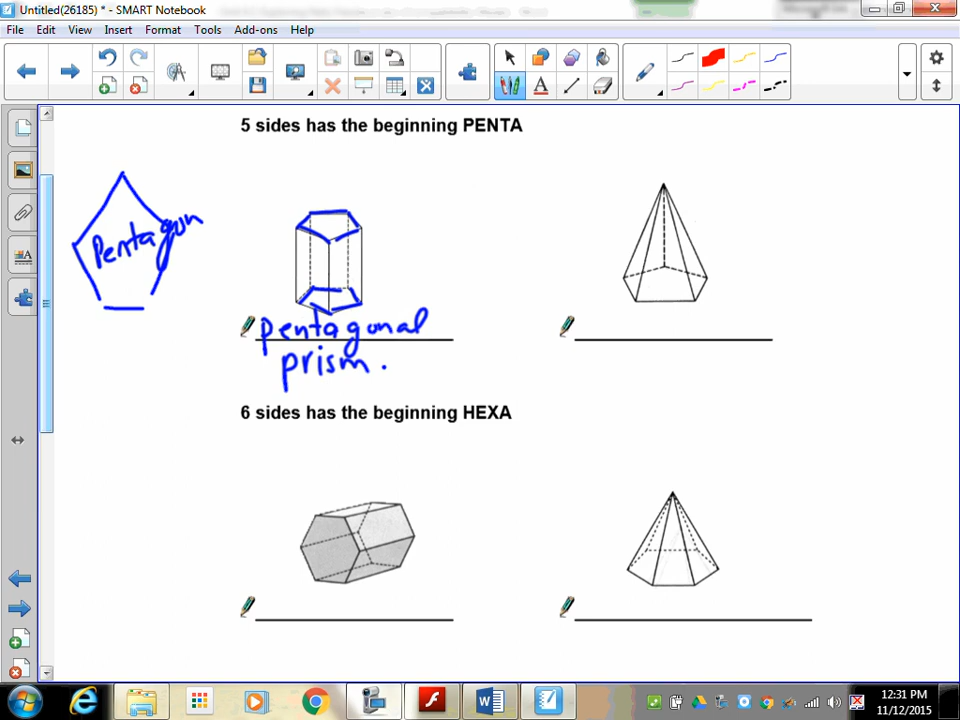 Untitled(26185) * - SMART Notebook
File Edit View Insert Format Tools Add-ons Help
5 sides has the beginning PENTA
Pentagon
pentagonal
prism.
6 sides has the beginning HEXA
12:31 PM
11/12/2015